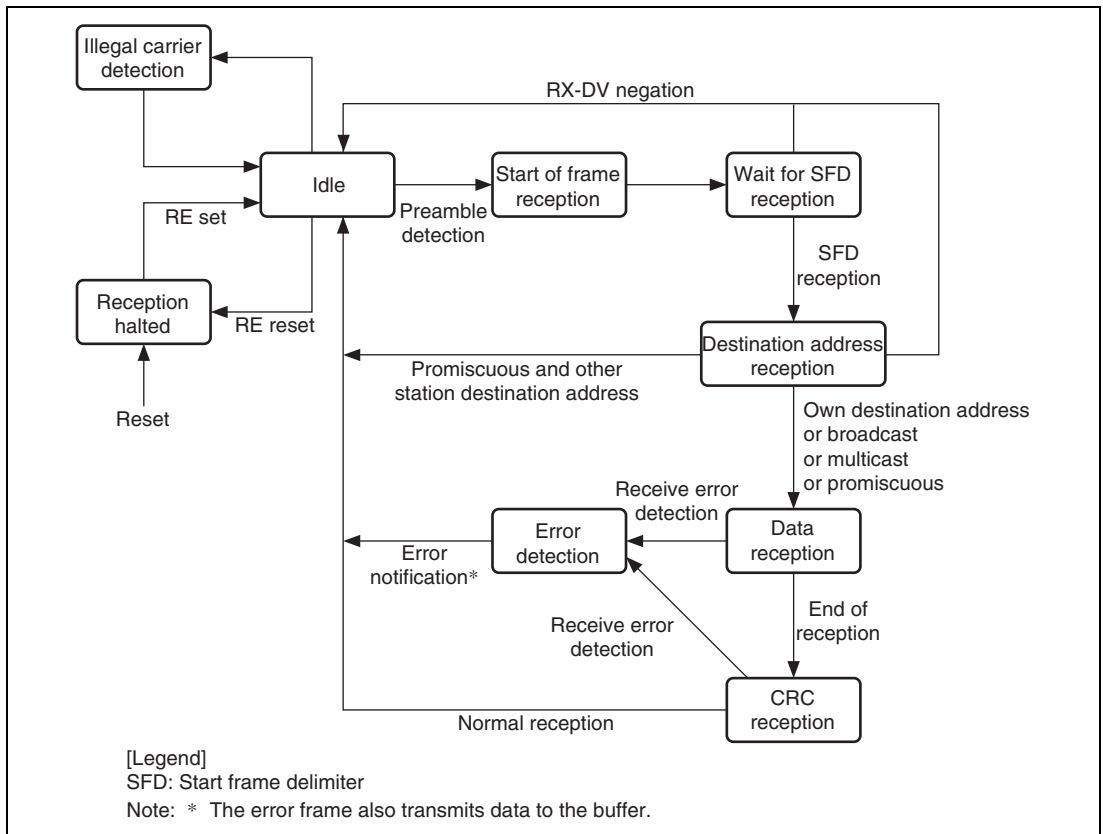 Illegal carrier
detection
RX-DV negation
Idle
Start of frame
reception
Wait for SFD
reception
Preamble
detection
RE set
SFD
reception
Reception
halted
RE reset
Destination address
reception
Promiscuous and other
station destination address
Reset
Own destination address
or broadcast
or multicast
or promiscuous
Receive error
detection
Error
detection
Data
reception
Error
notification*
End of
reception
Receive error
detection
CRC
reception
Normal reception
[Legend]
SFD: Start frame delimiter
Note: * The error frame also transmits data to the buffer.